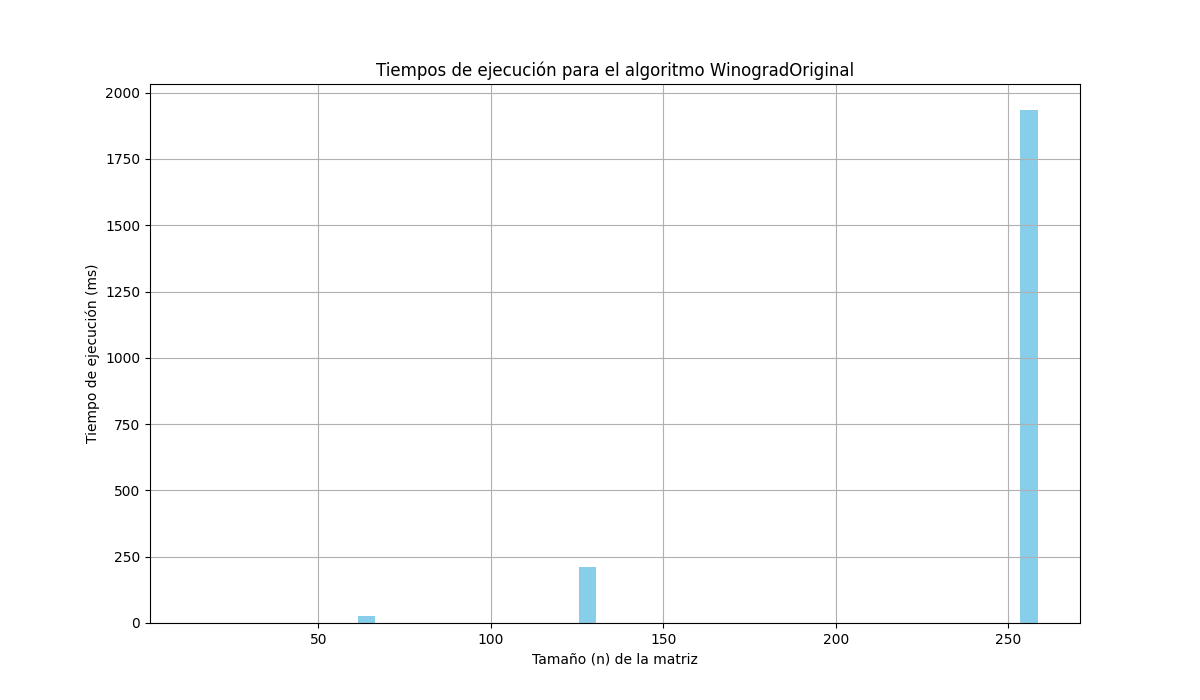 Tiempos de ejecución para el algoritmo WinogradOriginal
2000
1750
1500
1250
1000
750
500
250
0
Tiempo de ejecución (ms)
50 100 150 200 250
Tamaño (n) de la matriz